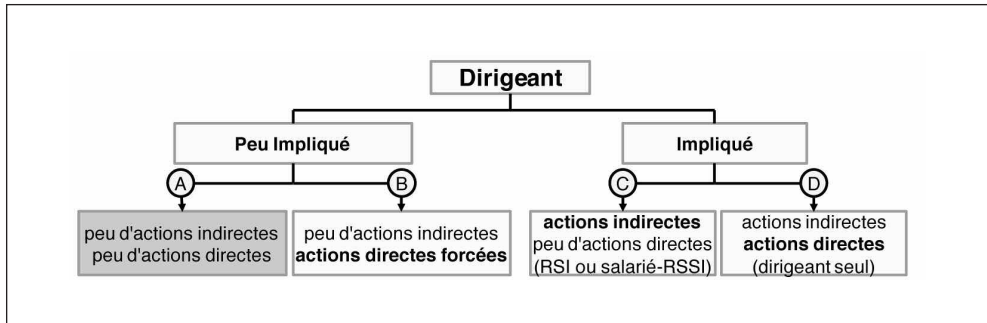 Dirigeant
Peu Impliqué
Impliqué
A
B
C
D
peu d'actions indirectes
peu d'actions directes
peu d'actions indirectes
actions directes forcées
actions indirectes
peu d'actions directes
(RSI ou salarié-RSSI)
actions indirectes
actions directes
(dirigeant seul)